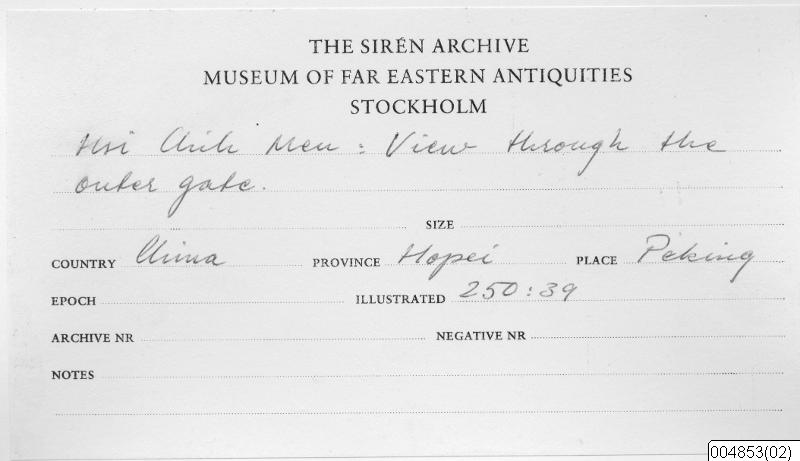 THE SIRÉN ARCHIVE
MUSEUM OF FAR EASTERN ANTIQUITIES
STOCKHOLM
Hsi Chih Men : View through the
outer gate.
SIZE
COUNTRY China PROVINCE Hopei PLACE Peking
EPOCH ILLUSTRATED 250:39
ARCHIVE NR NEGATIVE NR
NOTES
004853(02)